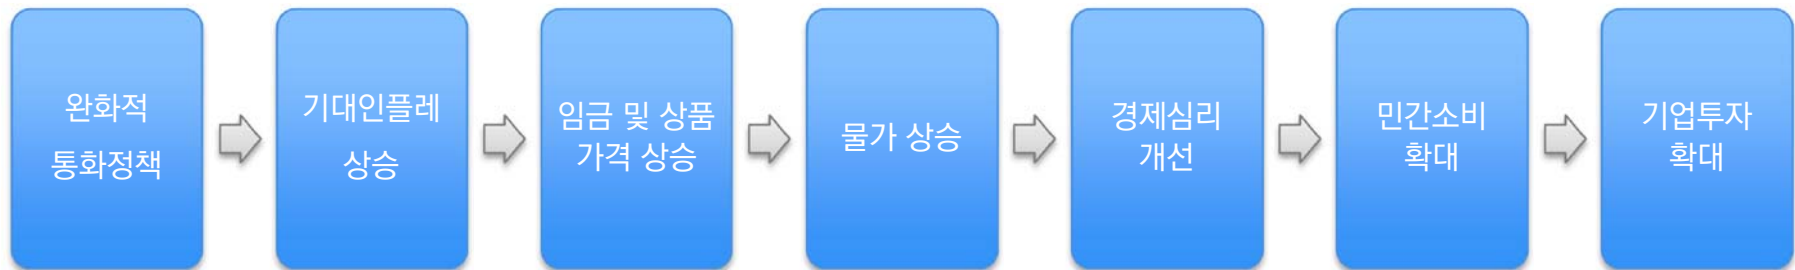 완화적
통화정책
기대인플레
상승
임금 및 상품
가격 상승
물가 상승
경제심리
개선
민간소비
확대
기업투자
확대